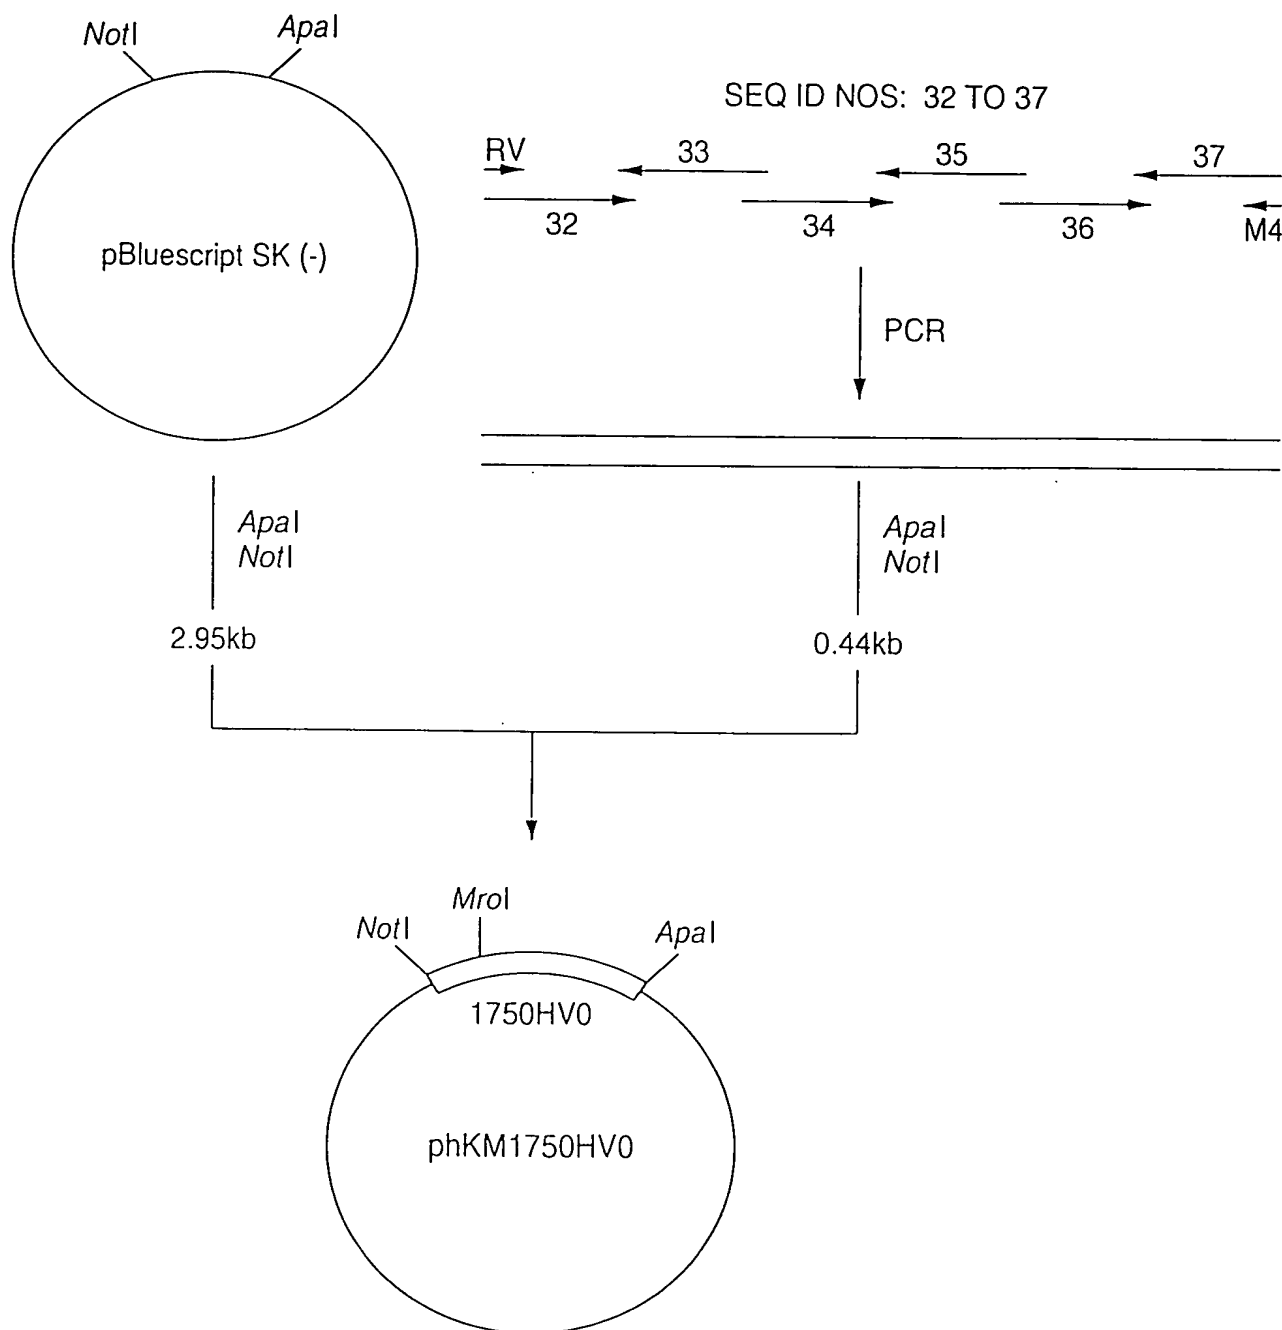 NotI
ApaI
pBluescript SK (-)
SEQ ID NOS: 32 TO 37
RV
33
35
37
32
34
36
M4
PCR
ApaI
NotI
ApaI
NotI
2.95kb
0.44kb
NotI
MroI
ApaI
1750HV0
phKM1750HV0